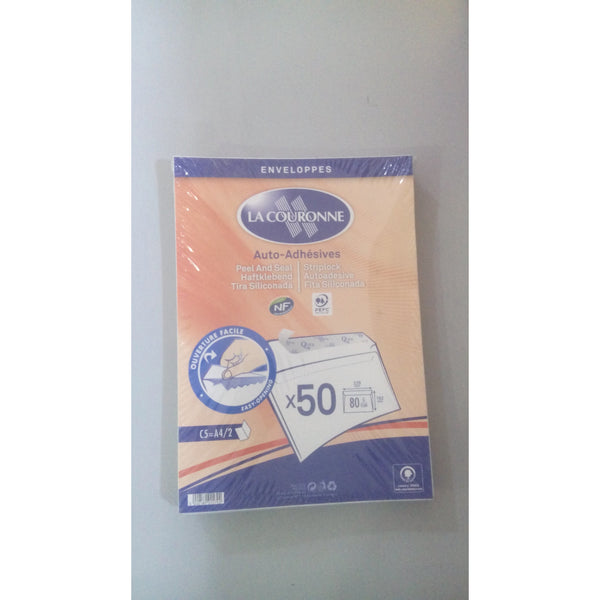 ENVELOPPES
LA COURONNE
Auto-Adhésives
Peel And Seal
Haftklebend
Tira Siliconada
Striplock
Autoadesive
Fita Siliconada
NF
PEFC
OUVERTURE FACILE
EASY-OPENING
x50
80
C5=A4/2